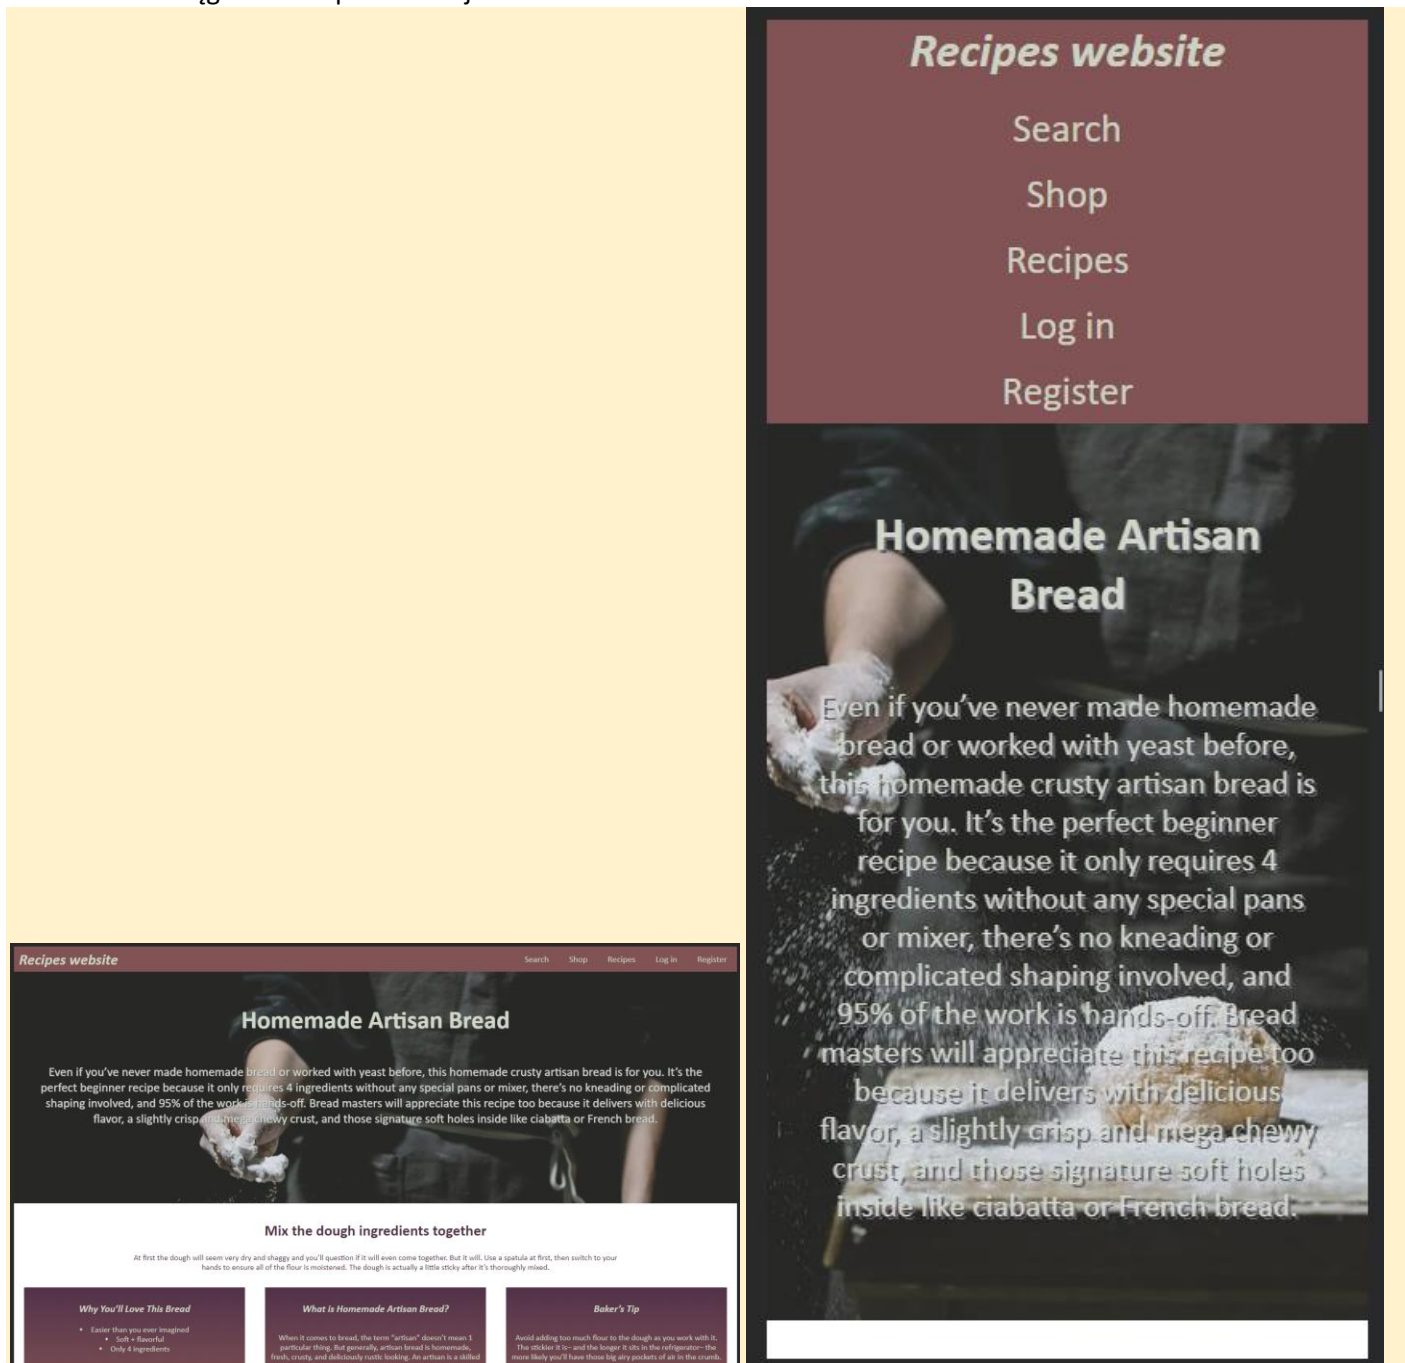 Recipes website
Search
Shop
Recipes
Log in
Register
Homemade Artisan
Bread
Even if you’ve never made homemade
bread or worked with yeast before,
this homemade crusty artisan bread is
for you. It’s the perfect beginner
recipe because it only requires 4
ingredients without any special pans
or mixer, there’s no kneading or
complicated shaping involved, and
95% of the work is hands-off. Bread
masters will appreciate this recipe too
because it delivers with delicious
flavor, a slightly crisp and mega chewy
crust, and those signature soft holes
inside like ciabatta or French bread.
Recipes website
Search Shop Recipes Log in Register
Homemade Artisan Bread
Even if you’ve never made homemade bread or worked with yeast before, this homemade crusty artisan bread is for you. It’s the
perfect beginner recipe because it only requires 4 ingredients without any special pans or mixer, there’s no kneading or complicated
shaping involved, and 95% of the work is hands-off. Bread masters will appreciate this recipe too because it delivers with delicious
flavor, a slightly crisp and mega chewy crust, and those signature soft holes inside like ciabatta or French bread.
Mix the dough ingredients together
At first the dough will seem very dry and shaggy and you’ll question if it will even come together. But it will. Use a spatula at first, then switch to your
hands to ensure all of the flour is moistened. The dough is actually a little sticky after it’s thoroughly mixed.
Why You’ll Love This Bread
• Easier than you ever imagined
• Soft + flavorful
• Only 4 ingredients
What is Homemade Artisan Bread?
When it comes to bread, the term “artisan” doesn’t mean 1
particular thing. But generally, artisan bread is homemade,
fresh, crusty, and deliciously rustic looking. An artisan is a skilled
Baker’s Tip
Avoid adding too much flour to the dough as you work with it.
The stickier it is– and the longer it sits in the refrigerator– the
more likely you’ll have those big airy pockets of air in the crumb.